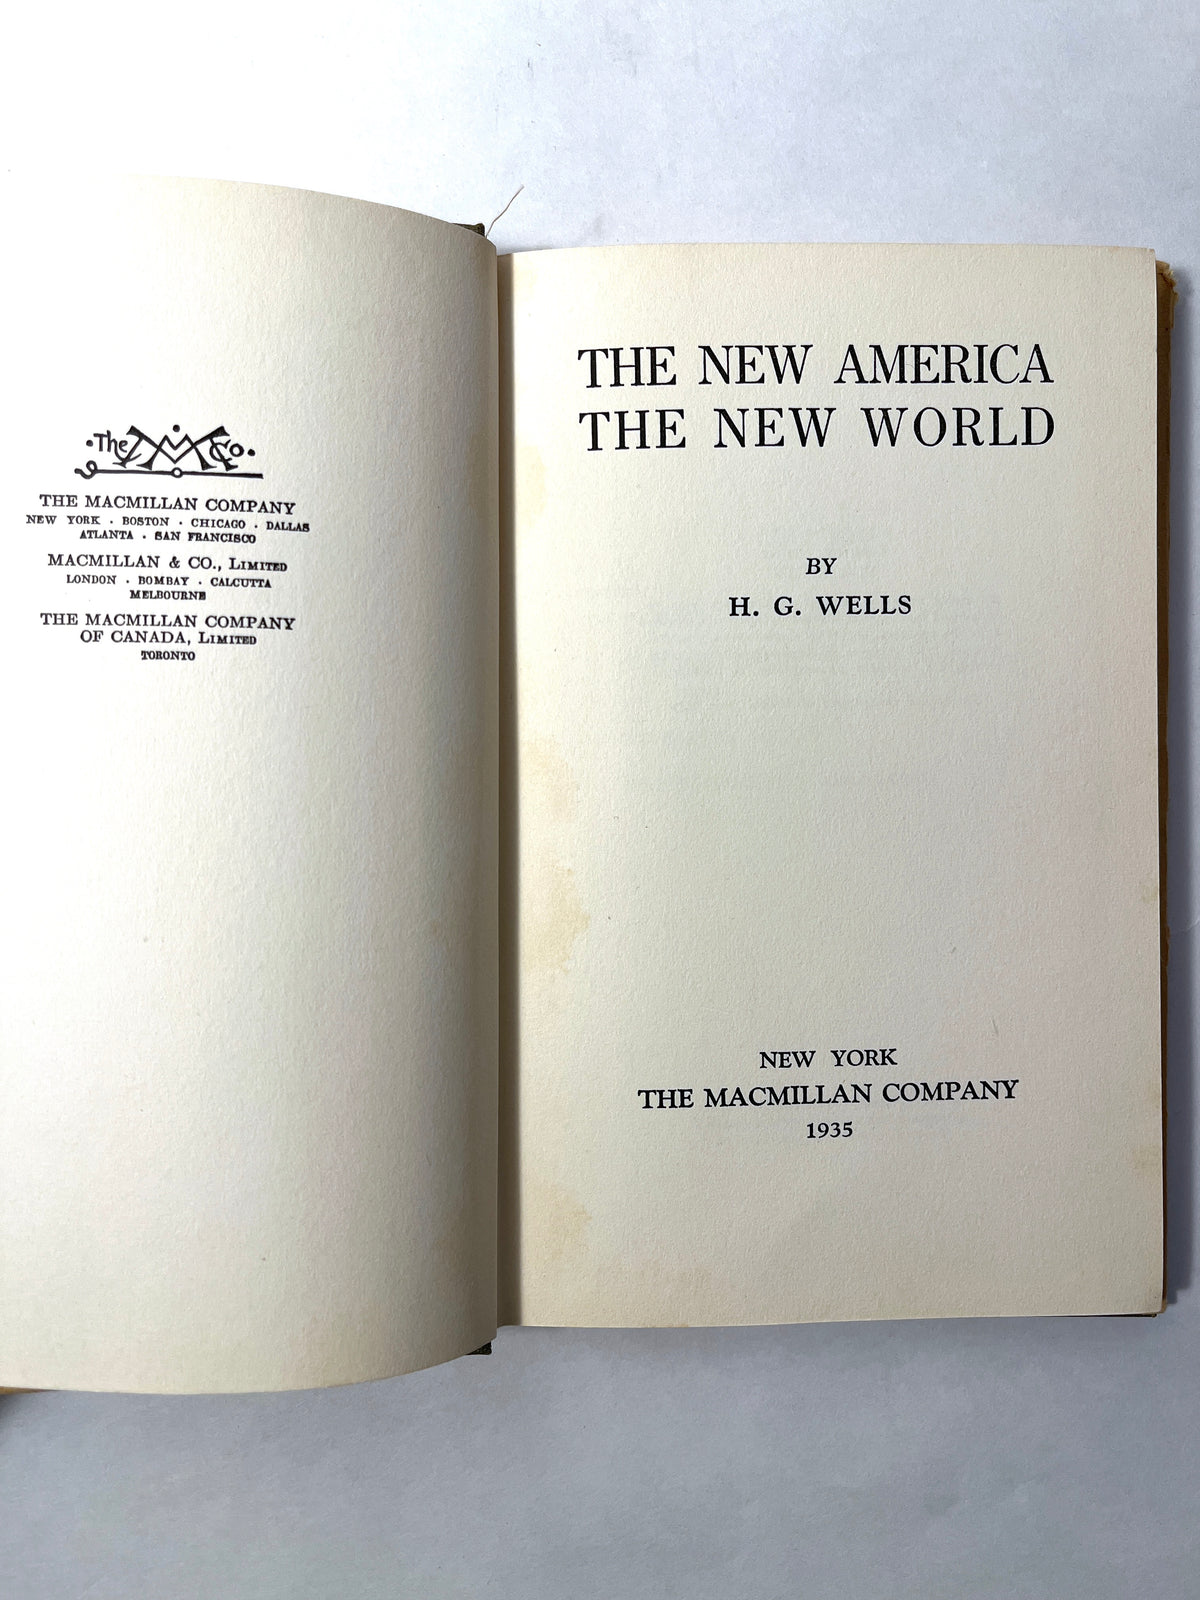 ·The MM Co·
THE MACMILLAN COMPANY
NEW YORK · BOSTON · CHICAGO · DALLAS
ATLANTA · SAN FRANCISCO
MACMILLAN & CO., LIMITED
LONDON · BOMBAY · CALCUTTA
MELBOURNE
THE MACMILLAN COMPANY
OF CANADA, LIMITED
TORONTO
THE NEW AMERICA
THE NEW WORLD
BY
H. G. WELLS
NEW YORK
THE MACMILLAN COMPANY
1935